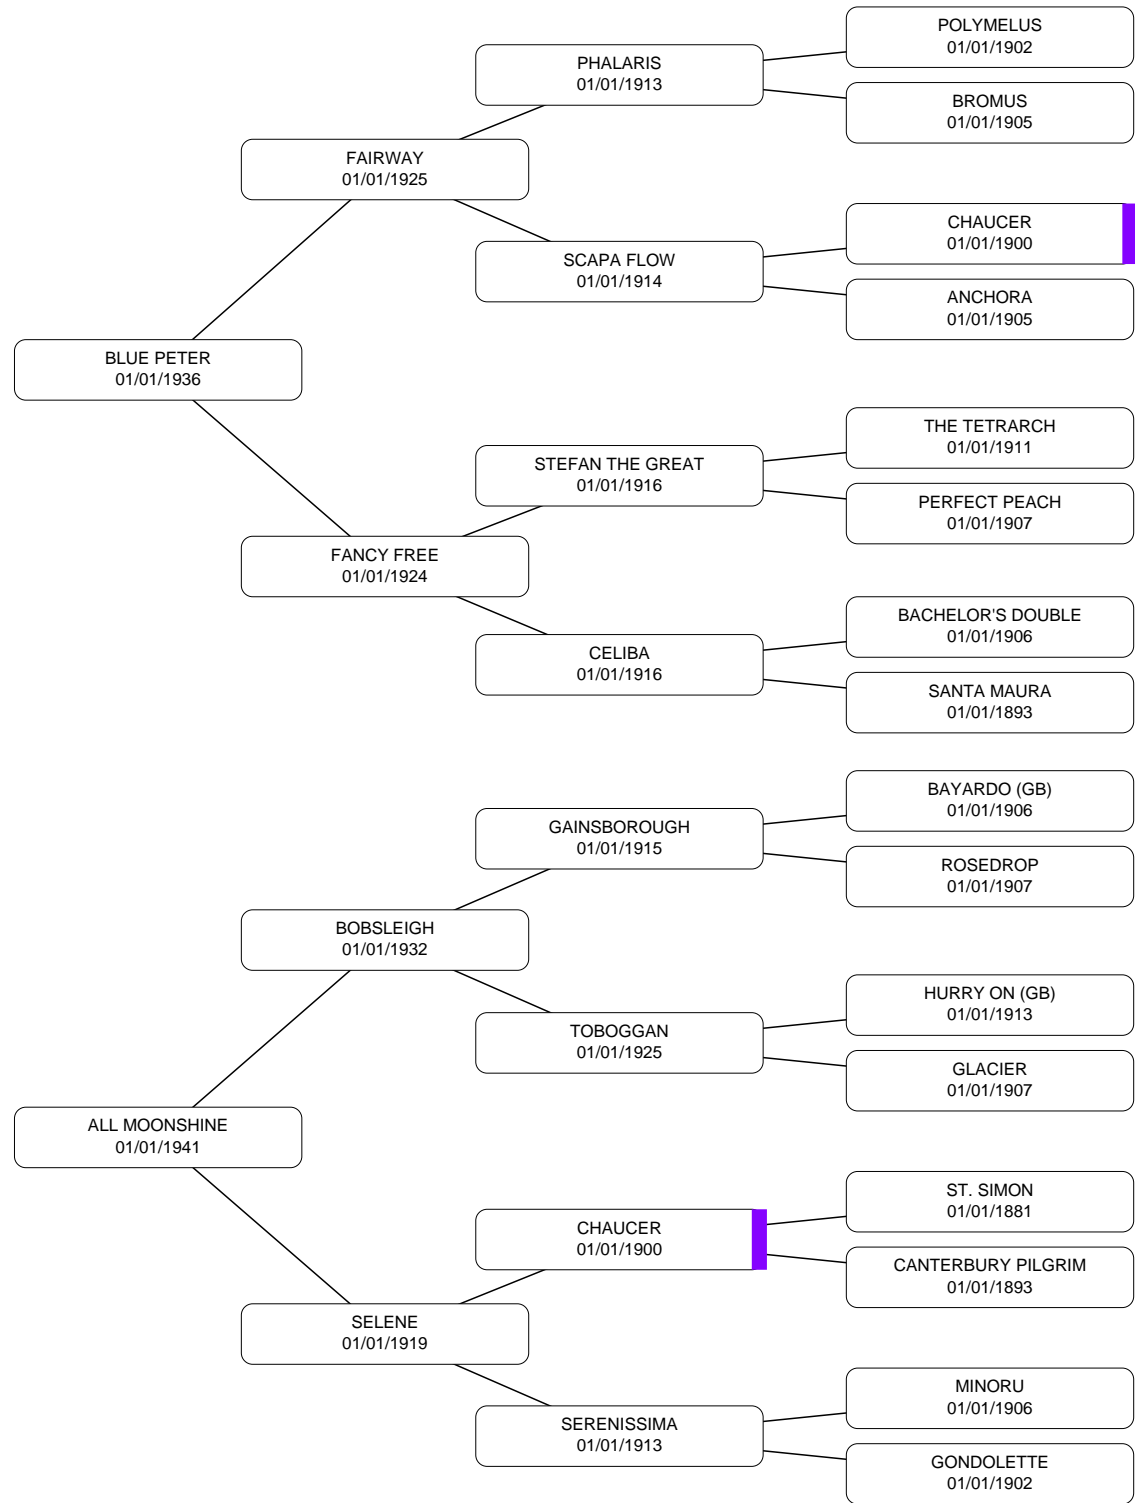 POLYMELUS
01/01/1902
PHALARIS
01/01/1913
BROMUS
01/01/1905
FAIRWAY
01/01/1925
CHAUCER
01/01/1900
SCAPA FLOW
01/01/1914
ANCHORA
01/01/1905
BLUE PETER
01/01/1936
THE TETRARCH
01/01/1911
STEFAN THE GREAT
01/01/1916
PERFECT PEACH
01/01/1907
FANCY FREE
01/01/1924
BACHELOR'S DOUBLE
01/01/1906
CELIBA
01/01/1916
SANTA MAURA
01/01/1893
BAYARDO (GB)
01/01/1906
GAINSBOROUGH
01/01/1915
ROSEDROP
01/01/1907
BOBSLEIGH
01/01/1932
HURRY ON (GB)
01/01/1913
TOBOGGAN
01/01/1925
GLACIER
01/01/1907
ALL MOONSHINE
01/01/1941
ST. SIMON
01/01/1881
CHAUCER
01/01/1900
CANTERBURY PILGRIM
01/01/1893
SELENE
01/01/1919
MINORU
01/01/1906
SERENISSIMA
01/01/1913
GONDOLETTE
01/01/1902